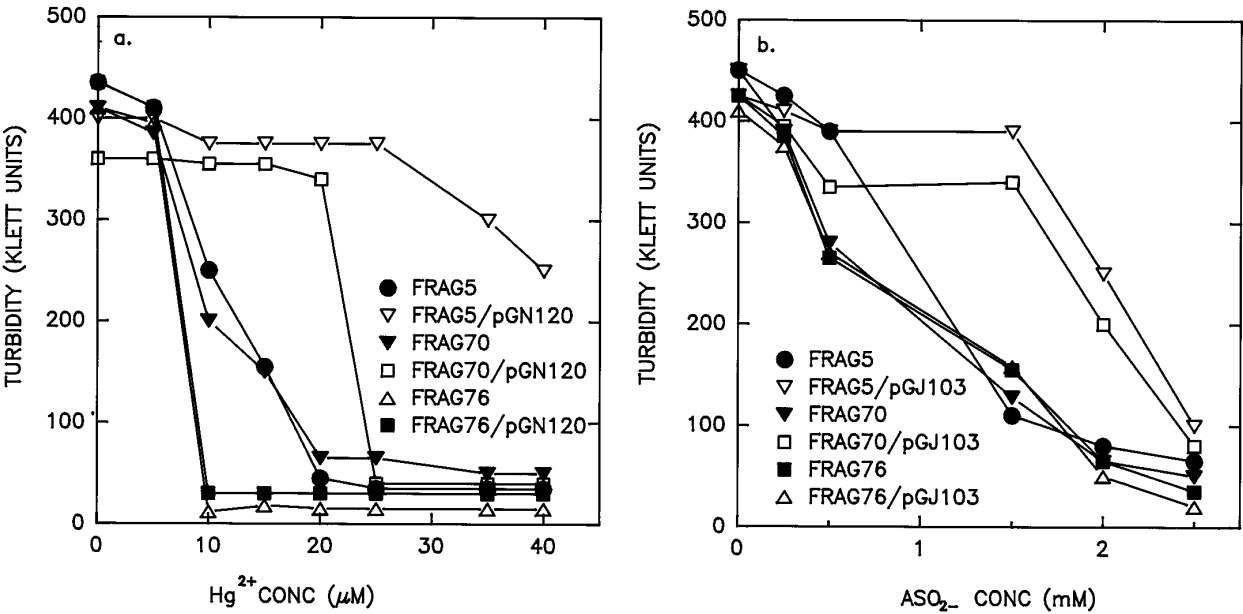 a.
TURBIDITY (KLETT UNITS)
500
400
300
200
100
0
0 10 20 30 40
Hg2+ CONC (μM)
FRAG5
FRAG5/pGN120
FRAG70
FRAG70/pGN120
FRAG76
FRAG76/pGN120
b.
TURBIDITY (KLETT UNITS)
500
400
300
200
100
0
0 1 2
ASO2- CONC (mM)
FRAG5
FRAG5/pGJ103
FRAG70
FRAG70/pGJ103
FRAG76
FRAG76/pGJ103